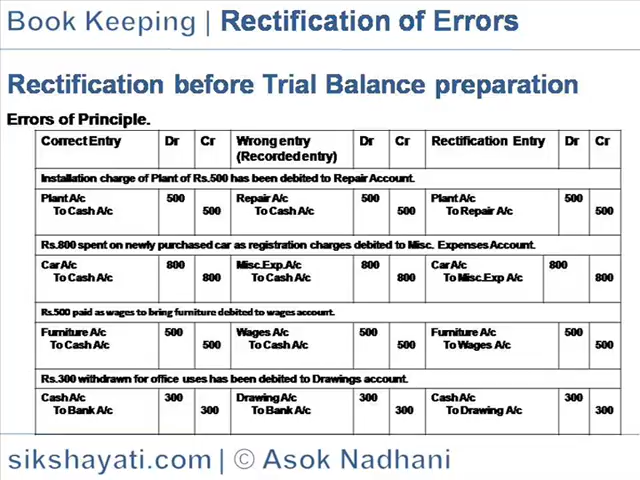 Book Keeping | Rectification of Errors
Rectification before Trial Balance preparation
Errors of Principle.
Correct Entry Dr Cr Wrong entry Dr Cr Rectification Entry Dr Cr
(Recorded entry)
Installation charge of Plant of Rs.500 has been debited to Repair Account.
Plant A/c 500 Repair A/c 500 Plant A/c 500
To Cash A/c 500 To Cash A/c 500 To Repair A/c 500
Rs.800 spent on newly purchased car as registration charges debited to Misc. Expenses Account.
Car A/c 800 Misc.Exp.A/c 800 Car A/c 800
To Cash A/c 800 To Cash A/c 800 To Misc.Exp A/c 800
Rs.500 paid as wages to bring furniture debited to wages account.
Furniture A/c 500 Wages A/c 500 Furniture A/c 500
To Cash A/c 500 To Cash A/c 500 To Wages A/c 500
Rs.300 withdrawn for office uses has been debited to Drawings account.
Cash A/c 300 Drawing A/c 300 Cash A/c 300
To Bank A/c 300 To Bank A/c 300 To Drawing A/c 300
sikshayati.com | © Asok Nadhani